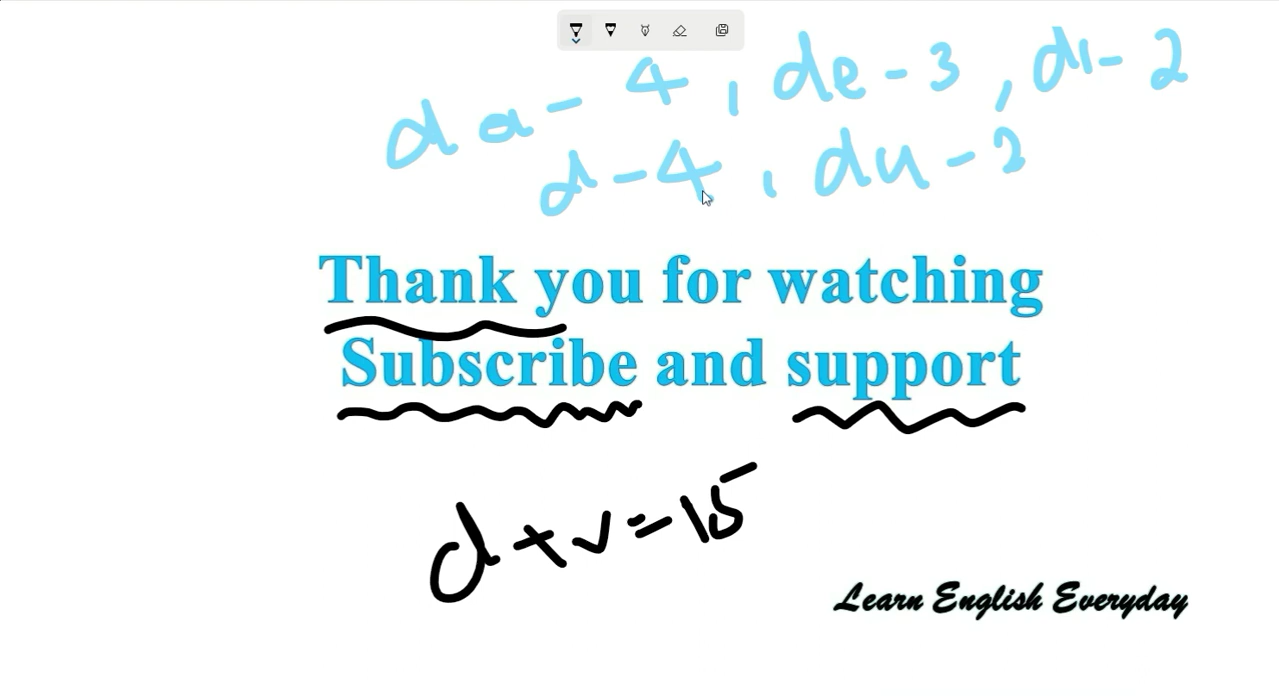 da - 4, de - 3, di - 2
d - 4, du - 2
Thank you for watching
Subscribe and support
d + v = 15
Learn English Everyday